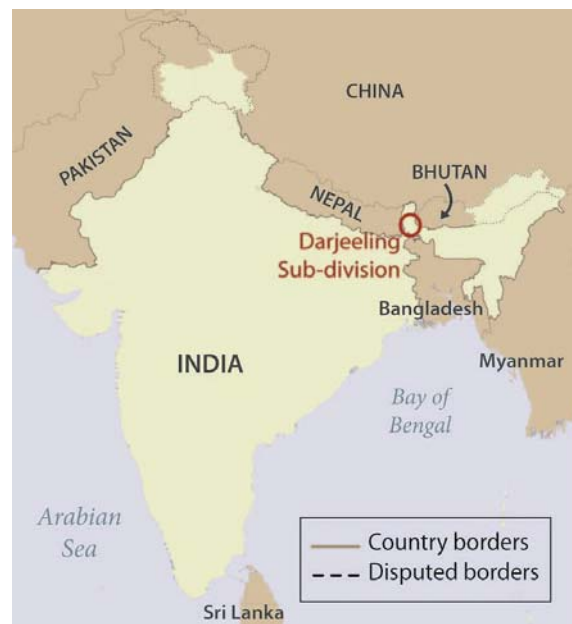 CHINA
PAKISTAN
BHUTAN
NEPAL
Darjeeling
Sub-division
Bangladesh
INDIA
Myanmar
Bay of
Bengal
Arabian
Sea
Country borders
Disputed borders
Sri Lanka